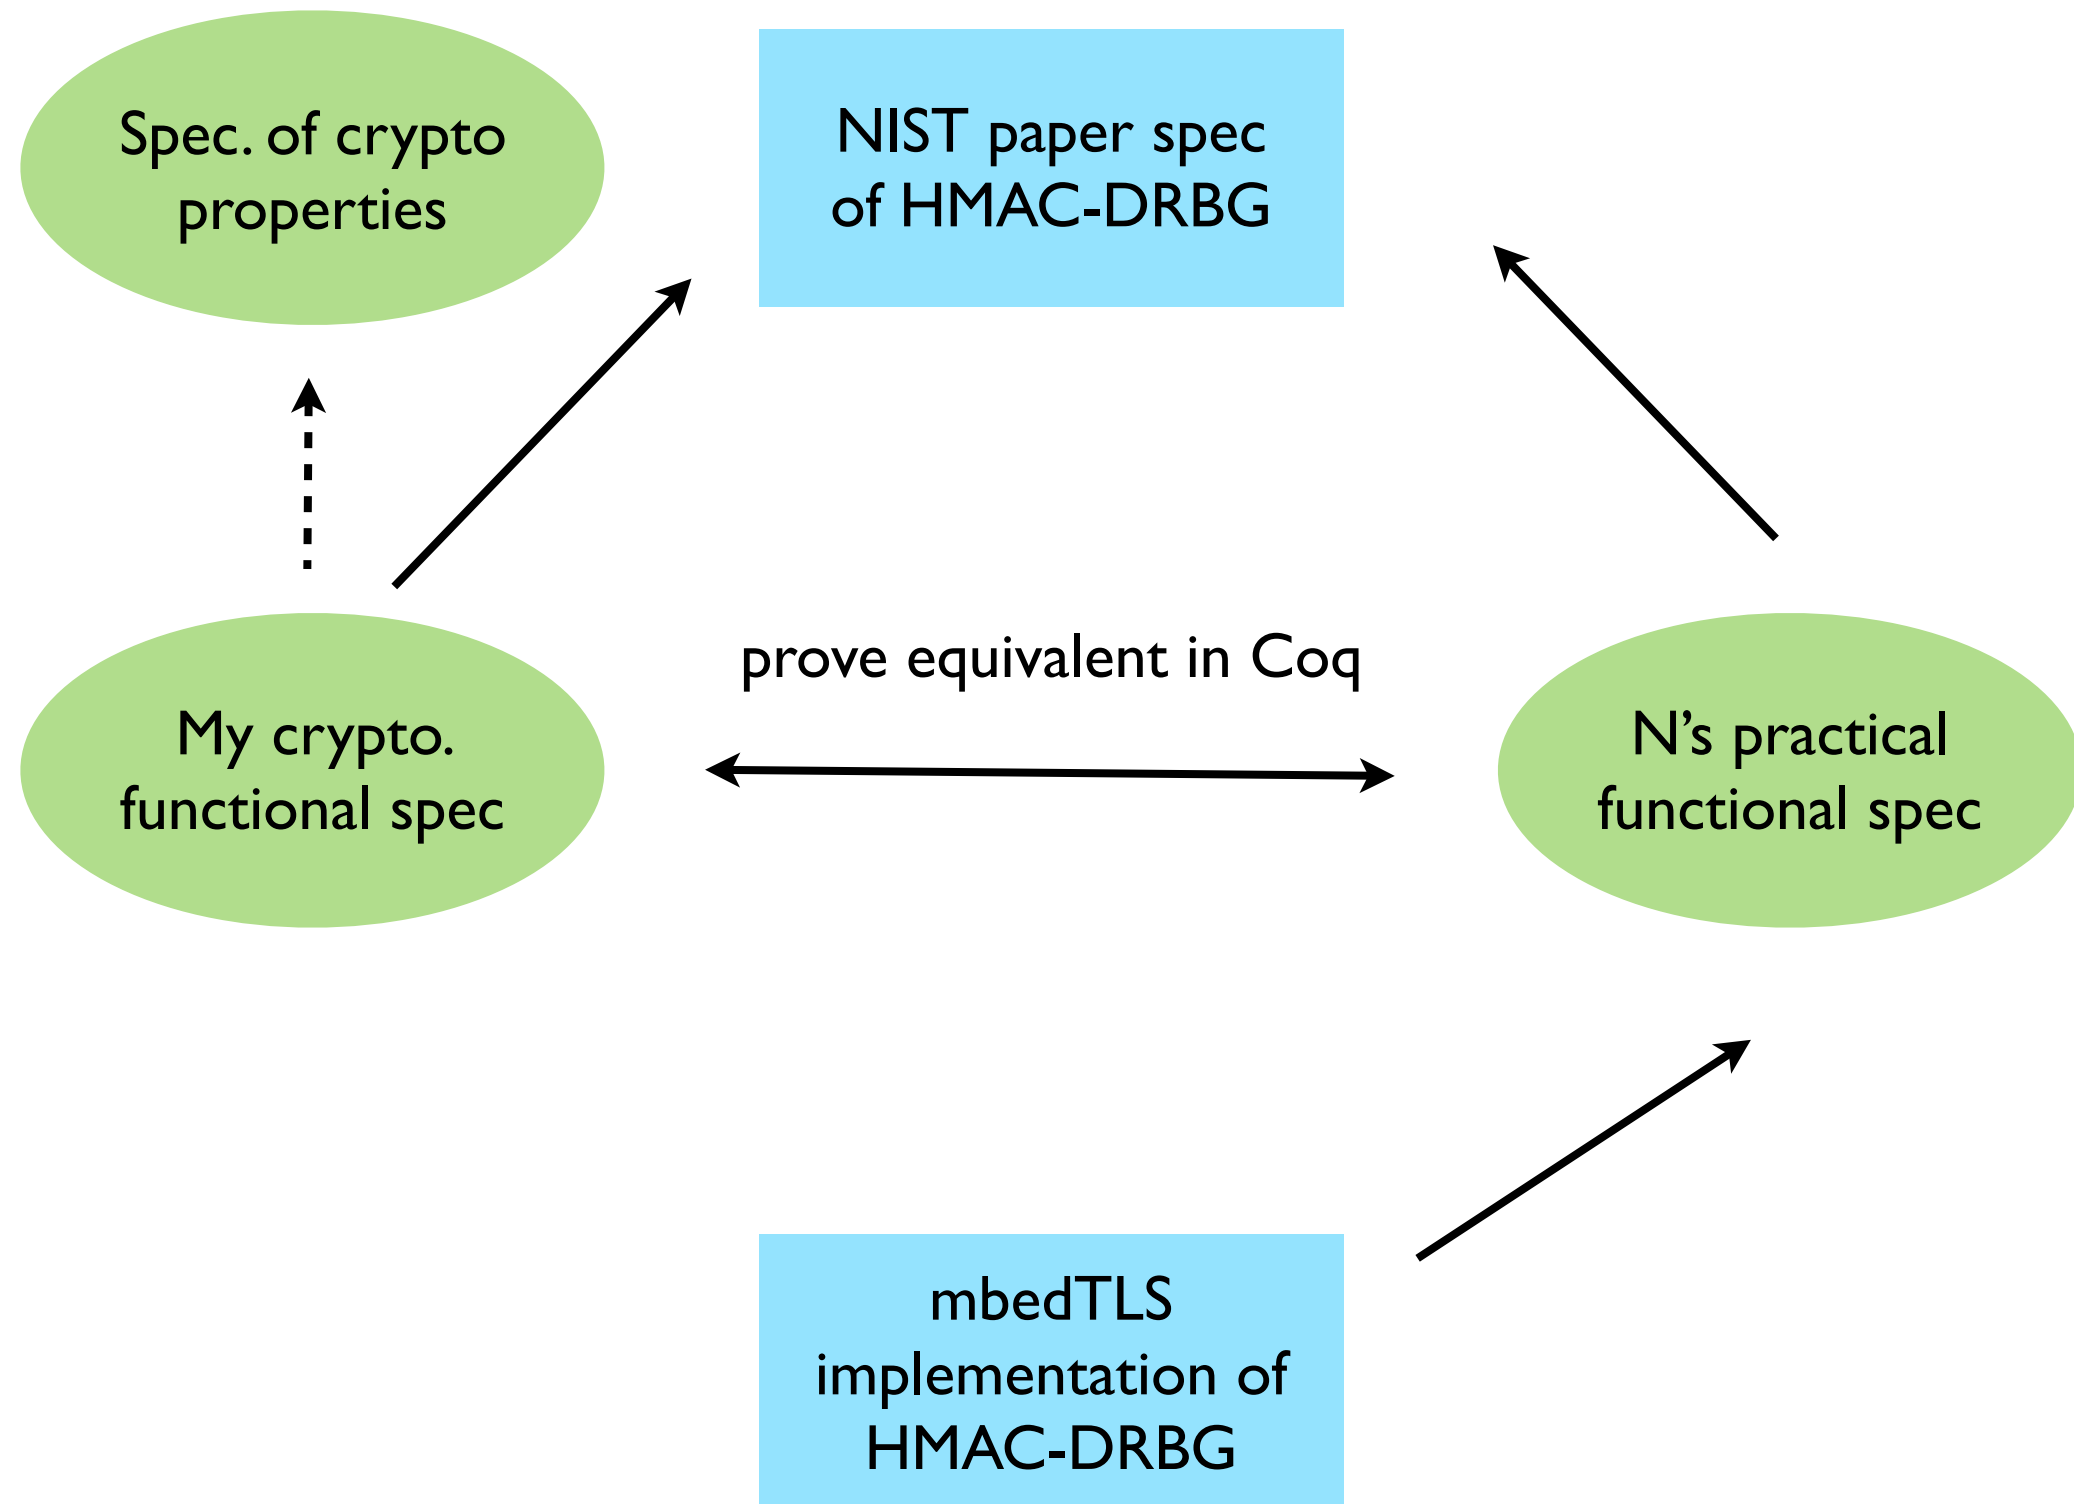 Spec. of crypto
properties
NIST paper spec
of HMAC-DRBG
prove equivalent in Coq
My crypto.
functional spec
N’s practical
functional spec
mbedTLS
implementation of
HMAC-DRBG